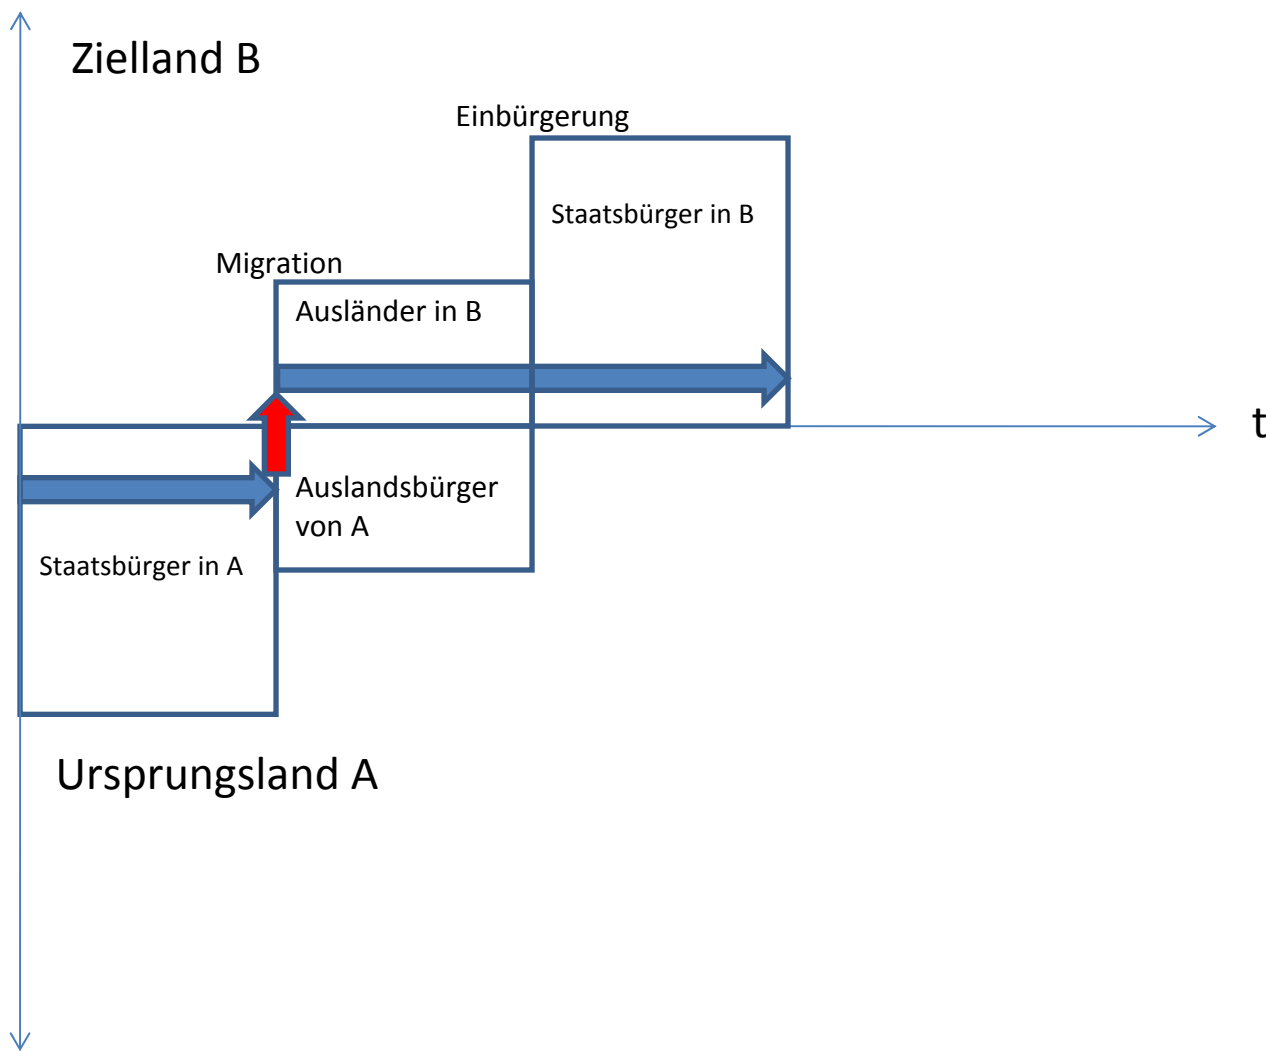 Zielland B
Einbürgerung
Staatsbürger in B
Migration
Ausländer in B
t
Auslandsbürger
von A
Staatsbürger in A
Ursprungsland A